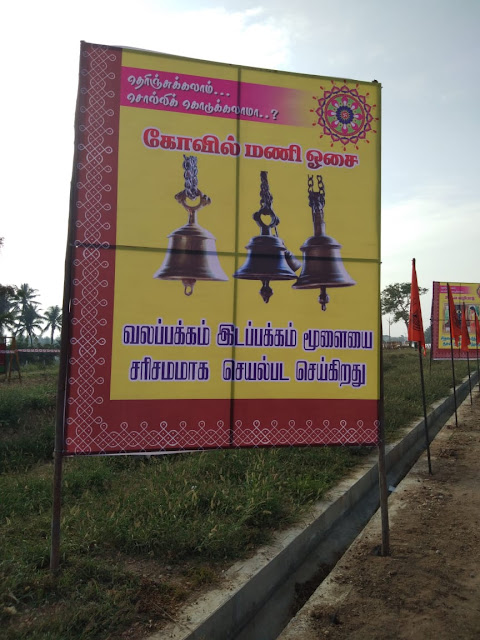 தெரிஞ்சுக்கலாம்...
சொல்லிக் கொடுக்கலாமா..?
கோவில் மணி ஓசை
வலப்பக்கம் இடப்பக்கம் மூளையை
சரிசமமாக செயல்பட செய்கிறது